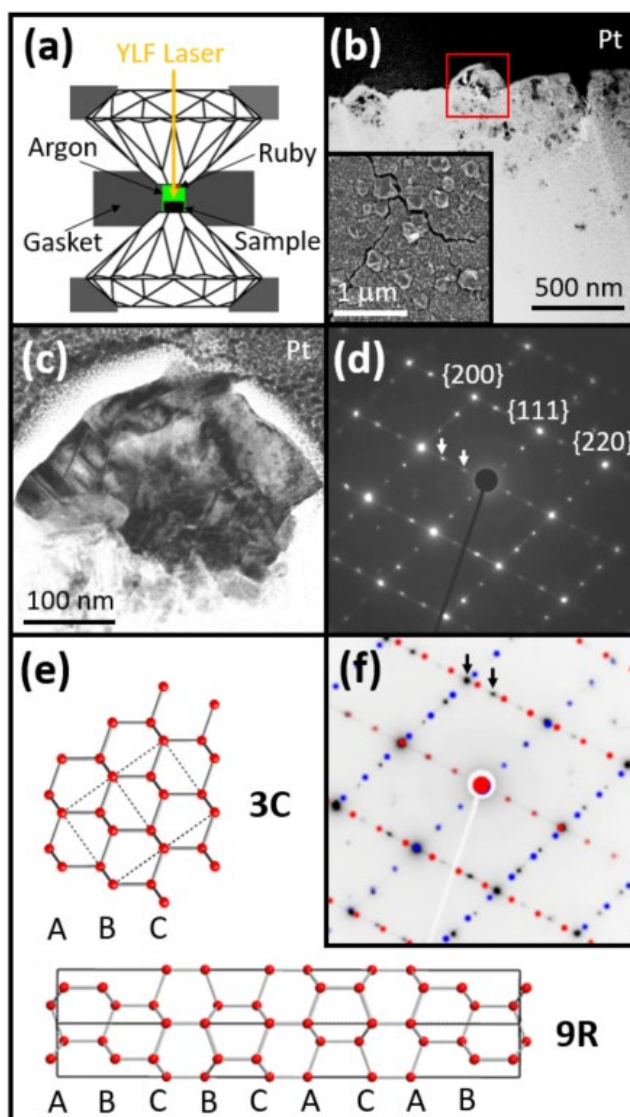 (a)
YLF Laser
Argon
Ruby
Gasket
Sample
(b)
Pt
1 µm
500 nm
(c)
Pt
100 nm
(d)
{200}
{111}
{220}
(e)
3C
A B C
(f)
9R
A B C B C A C A B